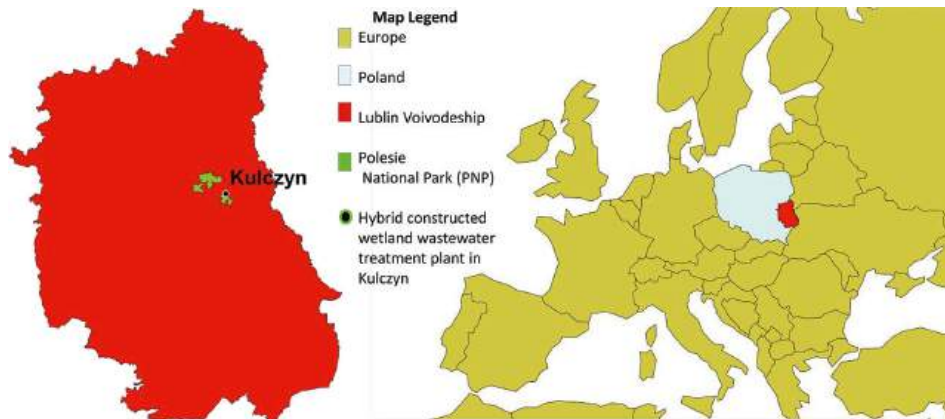 Kulczyn
Map Legend
Europe
Poland
Lublin Voivodeship
Polesie
National Park (PNP)
Hybrid constructed
wetland wastewater
treatment plant in
Kulczyn